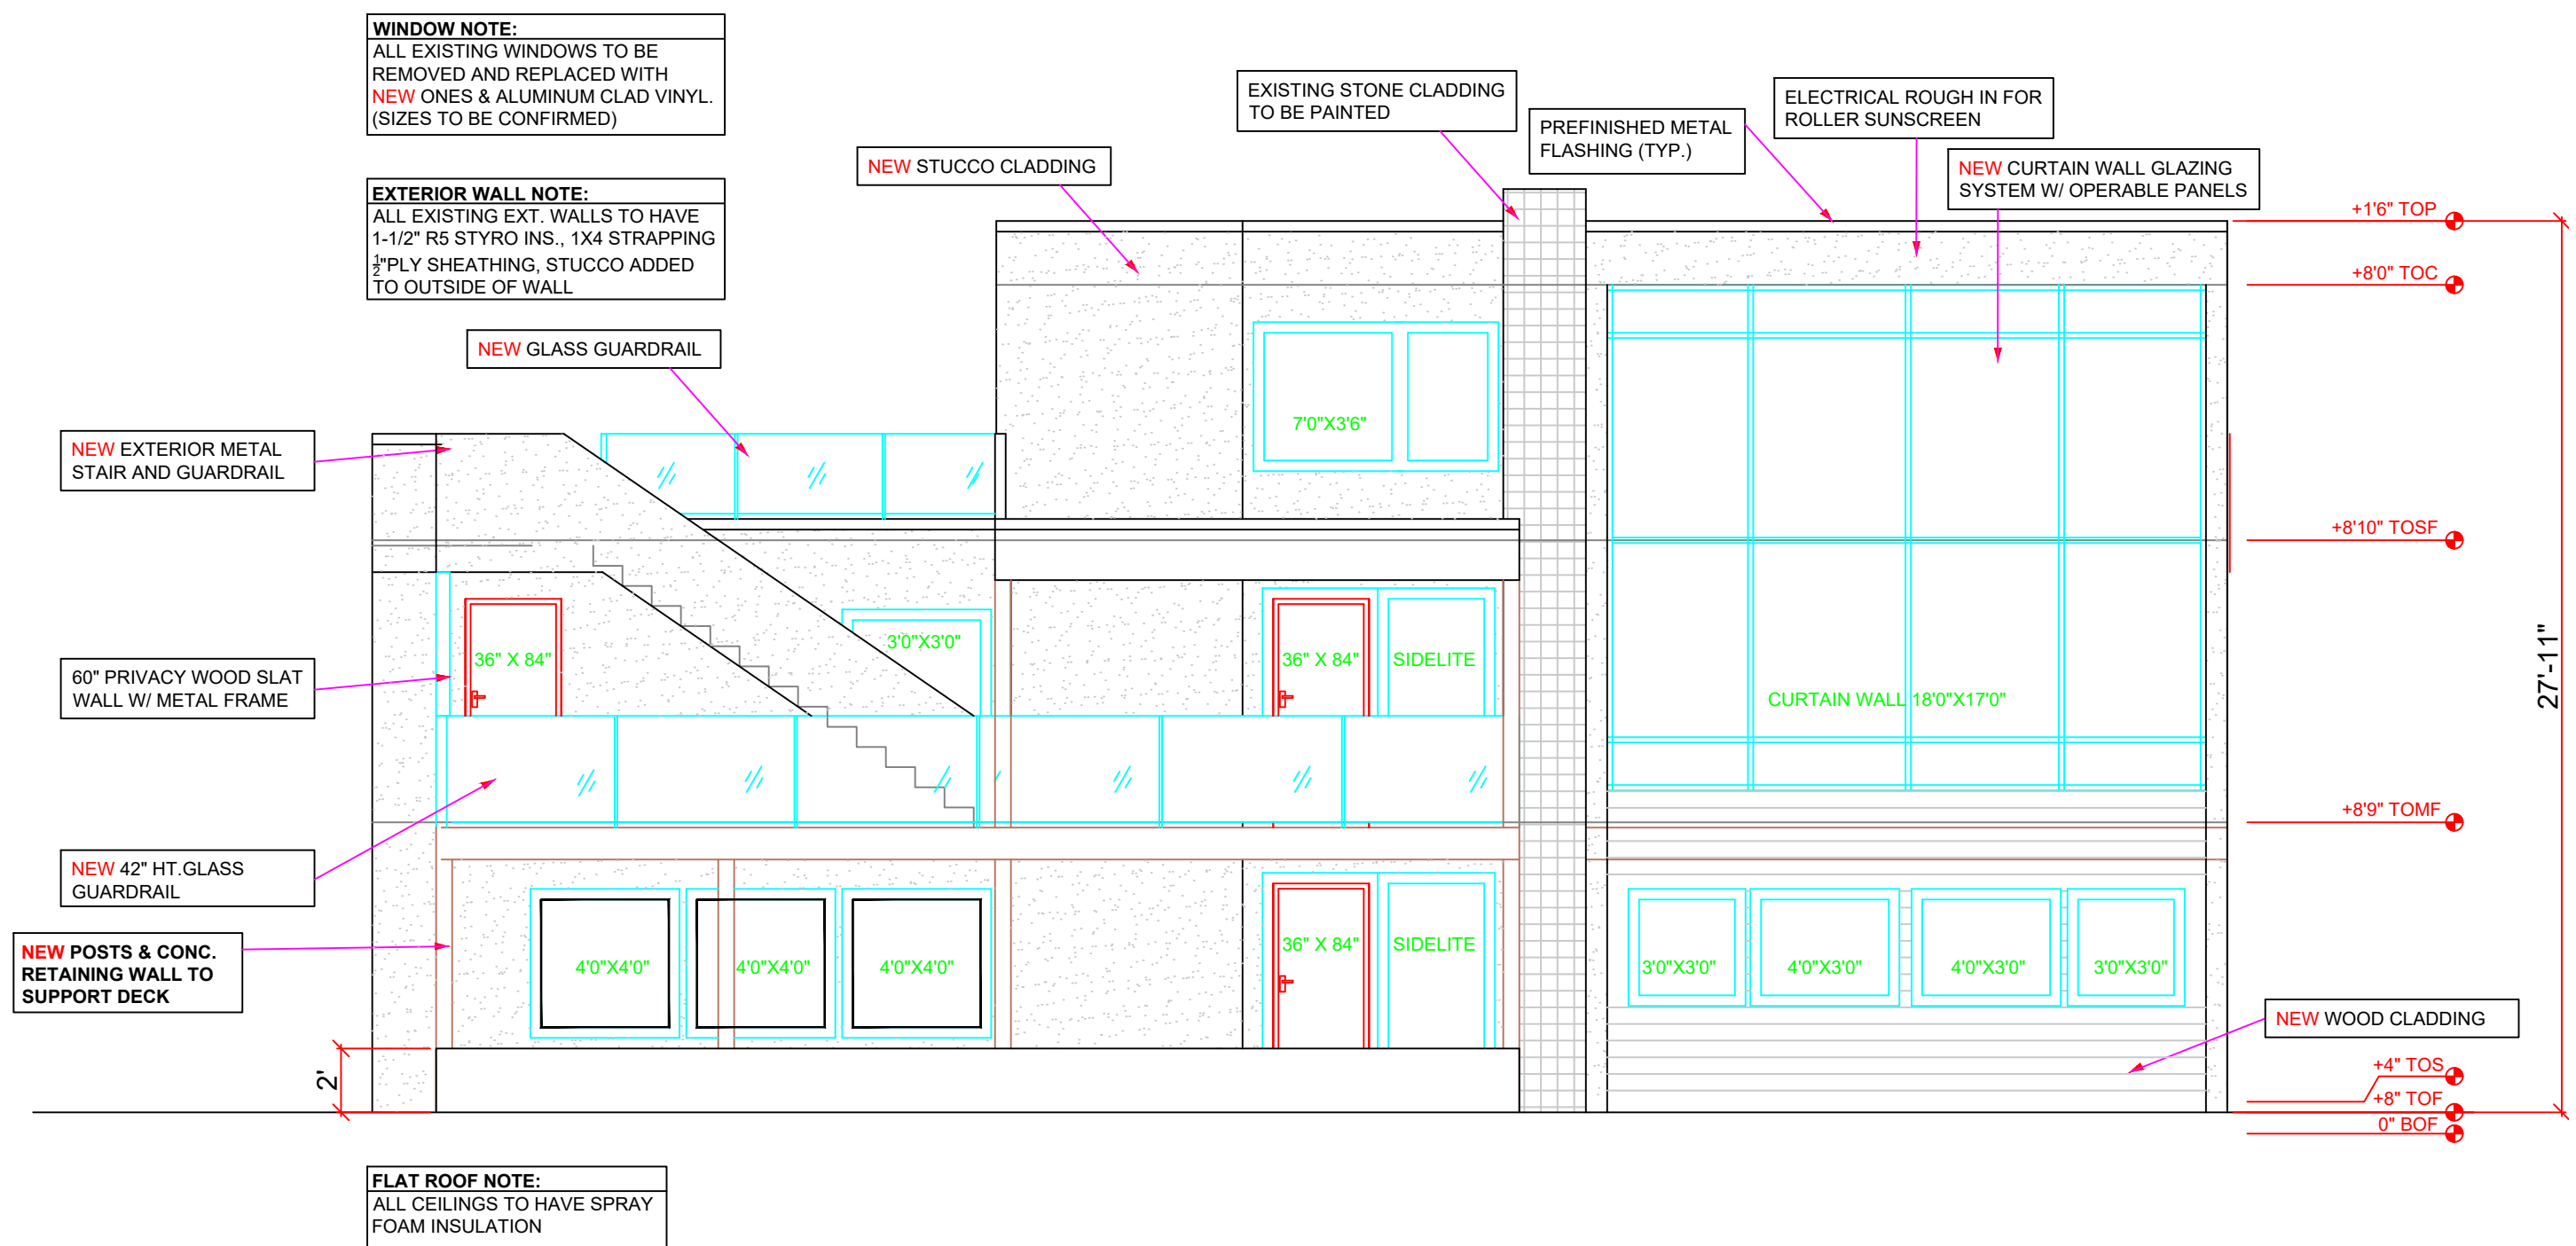 WINDOW NOTE:
ALL EXISTING WINDOWS TO BE
REMOVED AND REPLACED WITH
NEW ONES & ALUMINUM CLAD VINYL.
(SIZES TO BE CONFIRMED)
EXTERIOR WALL NOTE:
ALL EXISTING EXT. WALLS TO HAVE
1-1/2" R5 STYRO INS., 1X4 STRAPPING
½"PLY SHEATHING, STUCCO ADDED
TO OUTSIDE OF WALL
NEW STUCCO CLADDING
EXISTING STONE CLADDING
TO BE PAINTED
PREFINISHED METAL
FLASHING (TYP.)
ELECTRICAL ROUGH IN FOR
ROLLER SUNSCREEN
NEW CURTAIN WALL GLAZING
SYSTEM W/ OPERABLE PANELS
NEW GLASS GUARDRAIL
NEW EXTERIOR METAL
STAIR AND GUARDRAIL
60" PRIVACY WOOD SLAT
WALL W/ METAL FRAME
NEW 42" HT.GLASS
GUARDRAIL
NEW POSTS & CONC.
RETAINING WALL TO
SUPPORT DECK
7'0"X3'6"
36" X 84"
3'0"X3'0"
36" X 84"
SIDELITE
CURTAIN WALL 18'0"X17'0"
4'0"X4'0"
4'0"X4'0"
4'0"X4'0"
36" X 84"
SIDELITE
3'0"X3'0"
4'0"X3'0"
4'0"X3'0"
3'0"X3'0"
NEW WOOD CLADDING
+1'6" TOP
+8'0" TOC
+8'10" TOSF
+8'9" TOMF
+4" TOS
+8" TOF
0" BOF
27'-11"
2'
FLAT ROOF NOTE:
ALL CEILINGS TO HAVE SPRAY
FOAM INSULATION